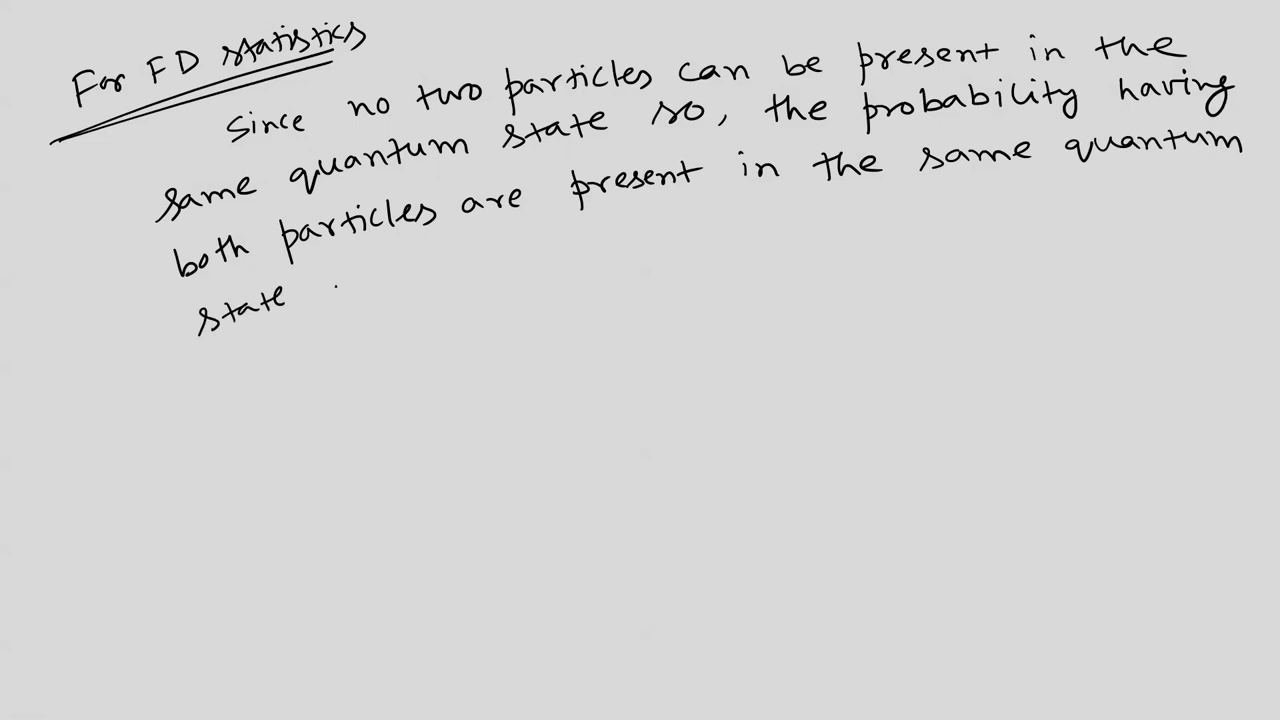 For FD statistics
Since no two particles can be present in the
same quantum state so, the probability having
both particles are present in the same quantum
state